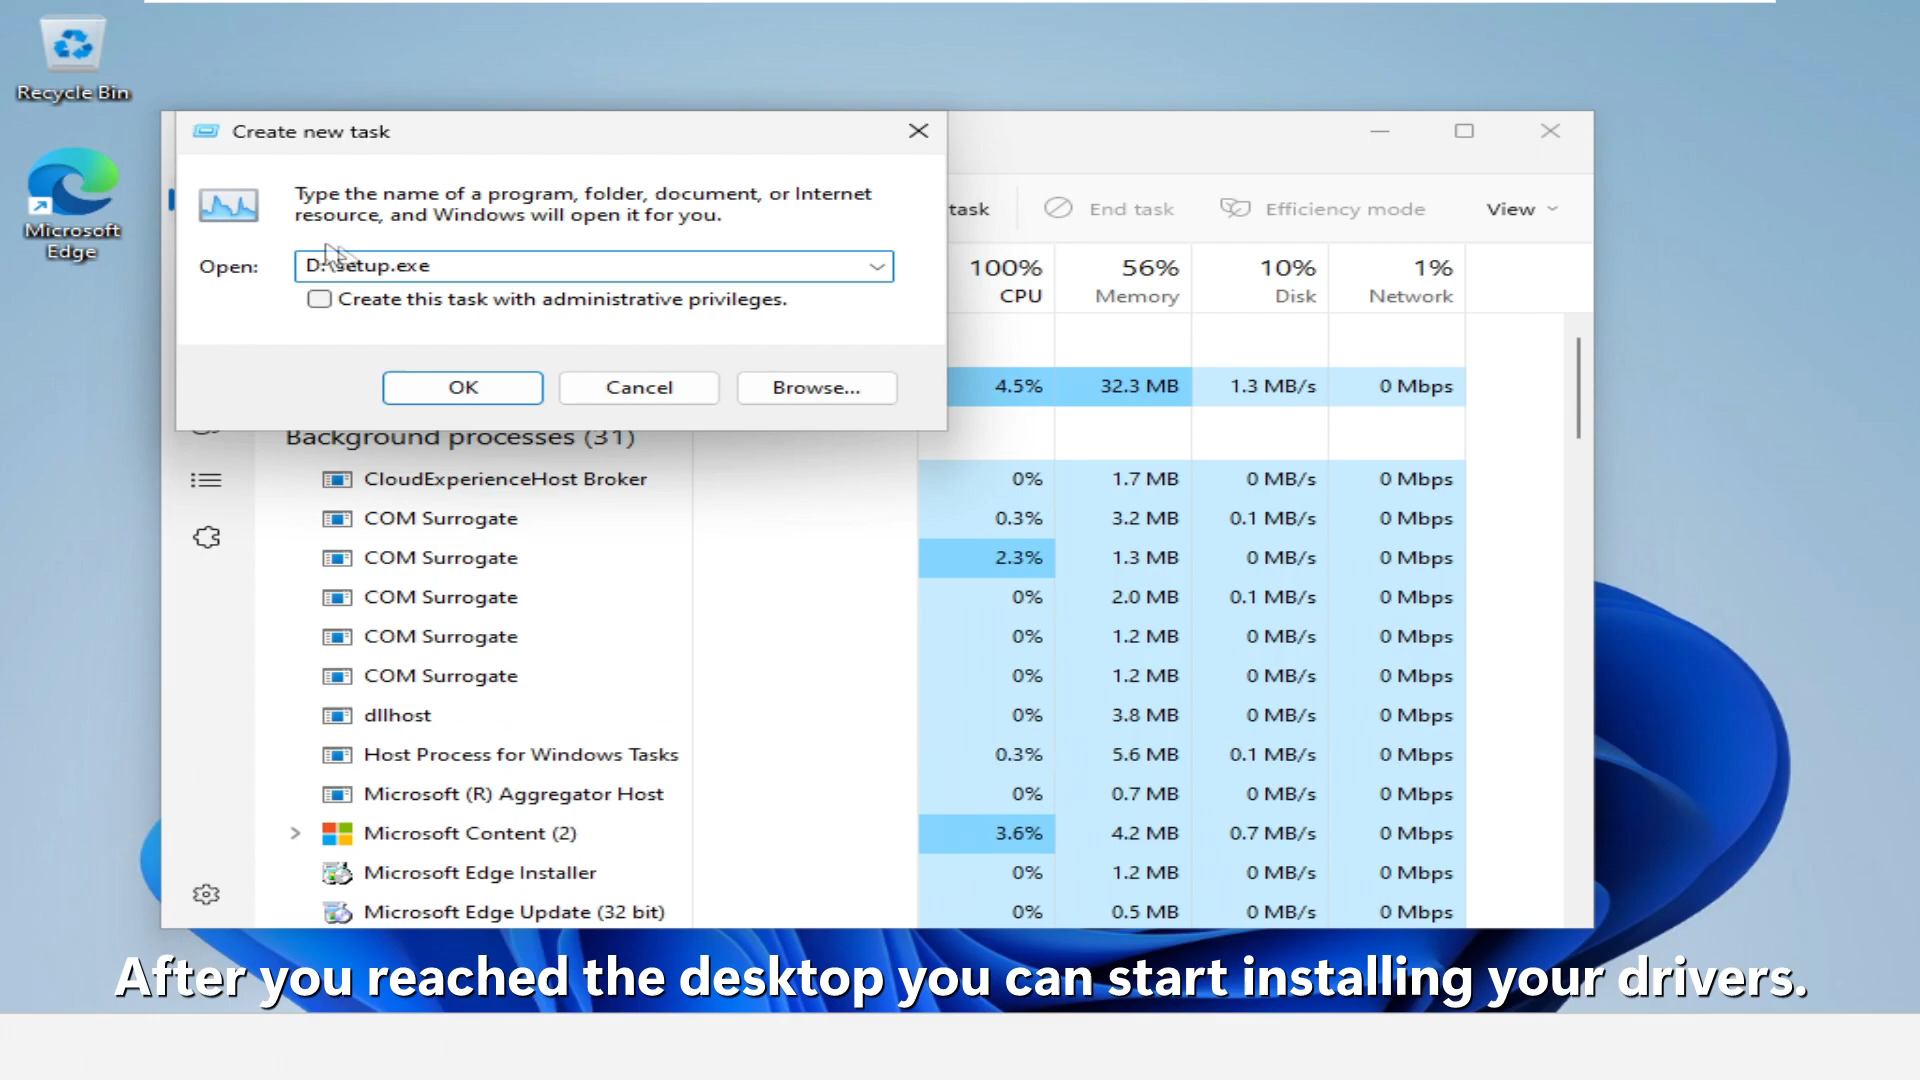 Recycle Bin
Microsoft
Edge
Create new task
Type the name of a program, folder, document, or Internet
resource, and Windows will open it for you.
Open:
D:\setup.exe
Create this task with administrative privileges.
OK
Cancel
Browse...
task
End task
Efficiency mode
View
100% 56% 10% 1%
CPU Memory Disk Network
4.5% 32.3 MB 1.3 MB/s 0 Mbps
Background processes (31)
CloudExperienceHost Broker 0% 1.7 MB 0 MB/s 0 Mbps
COM Surrogate 0.3% 3.2 MB 0.1 MB/s 0 Mbps
COM Surrogate 2.3% 1.3 MB 0 MB/s 0 Mbps
COM Surrogate 0% 2.0 MB 0.1 MB/s 0 Mbps
COM Surrogate 0% 1.2 MB 0 MB/s 0 Mbps
COM Surrogate 0% 1.2 MB 0 MB/s 0 Mbps
dllhost 0% 3.8 MB 0 MB/s 0 Mbps
Host Process for Windows Tasks 0.3% 5.6 MB 0.1 MB/s 0 Mbps
Microsoft (R) Aggregator Host 0% 0.7 MB 0 MB/s 0 Mbps
Microsoft Content (2) 3.6% 4.2 MB 0.7 MB/s 0 Mbps
Microsoft Edge Installer 0% 1.2 MB 0 MB/s 0 Mbps
Microsoft Edge Update (32 bit) 0% 0.5 MB 0 MB/s 0 Mbps
After you reached the desktop you can start installing your drivers.